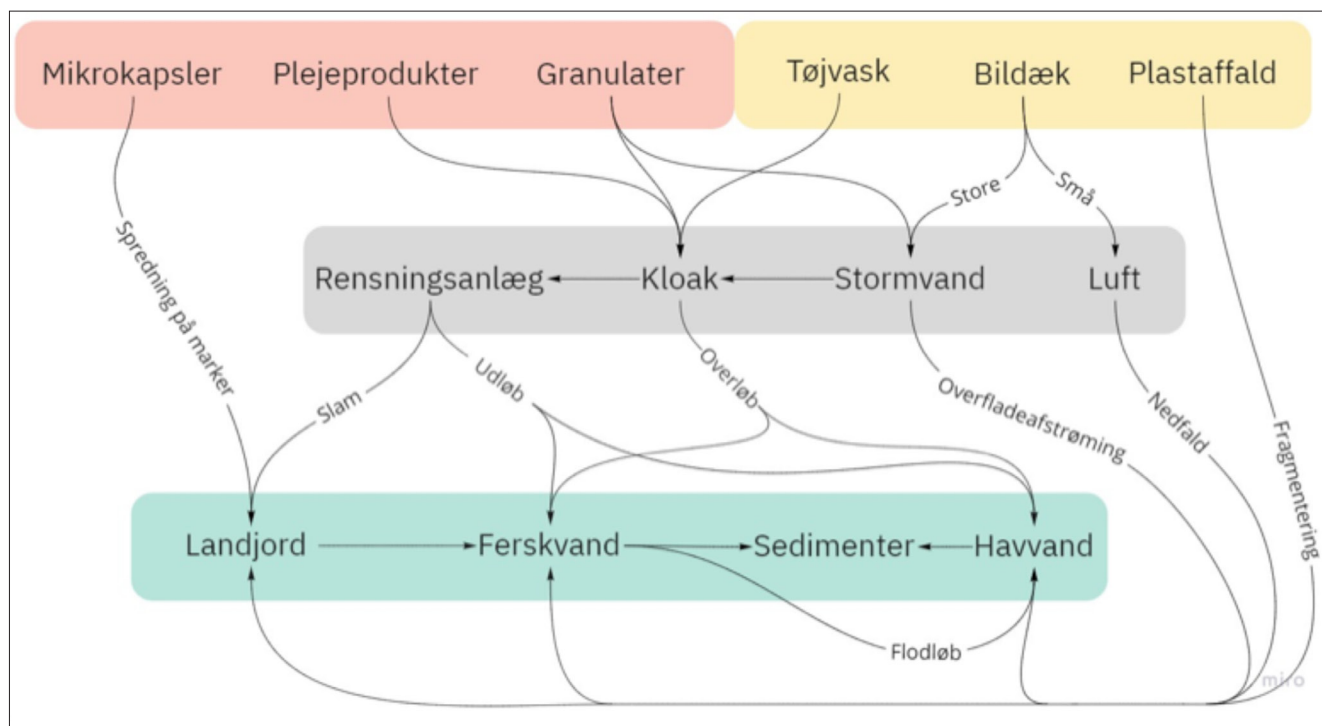 Mikrokapsler
Plejeprodukter
Granulater
Tøjvask
Bildæk
Plastaffald
Store
Små
Spredning på marker
Rensningsanlæg
Kloak
Stormvand
Luft
Slam
Udløb
Overløb
Overfladeafstrøming
Nedfald
Fragmentering
Landjord
Ferskvand
Sedimenter
Havvand
Flodløb
miro